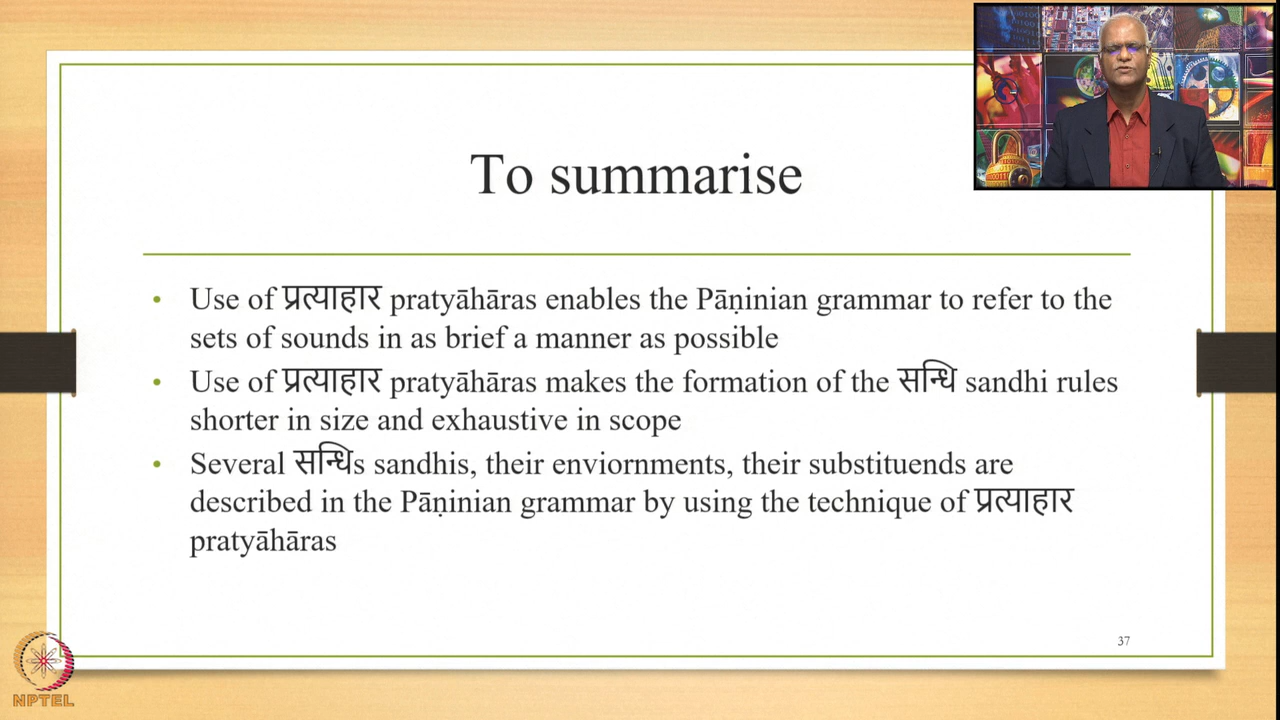 To summarise
• Use of प्रत्याहार pratyāhāras enables the Pāṇinian grammar to refer to the
sets of sounds in as brief a manner as possible
• Use of प्रत्याहार pratyāhāras makes the formation of the सन्धि sandhi rules
shorter in size and exhaustive in scope
• Several सन्धिs sandhis, their enviornments, their substituends are
described in the Pāṇinian grammar by using the technique of प्रत्याहार
pratyāhāras
37
NPTEL